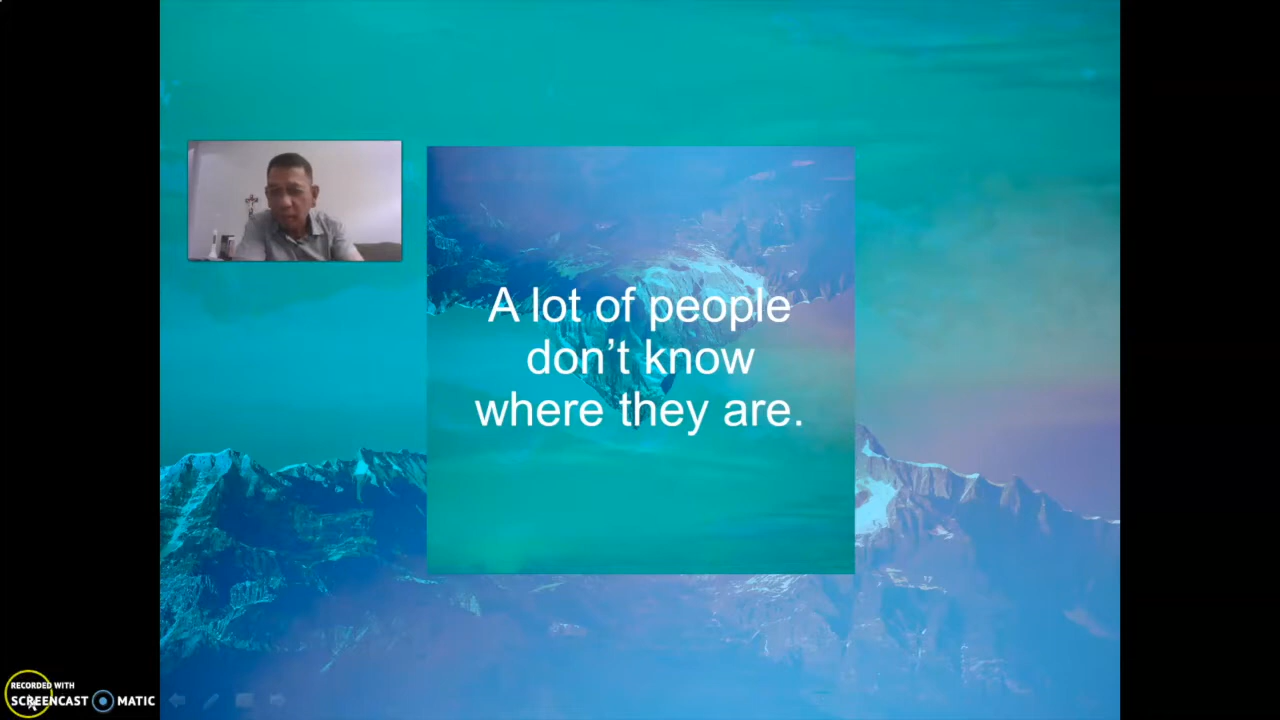 A lot of people
don’t know
where they are.
RECORDED WITH
SCREENCAST MATIC